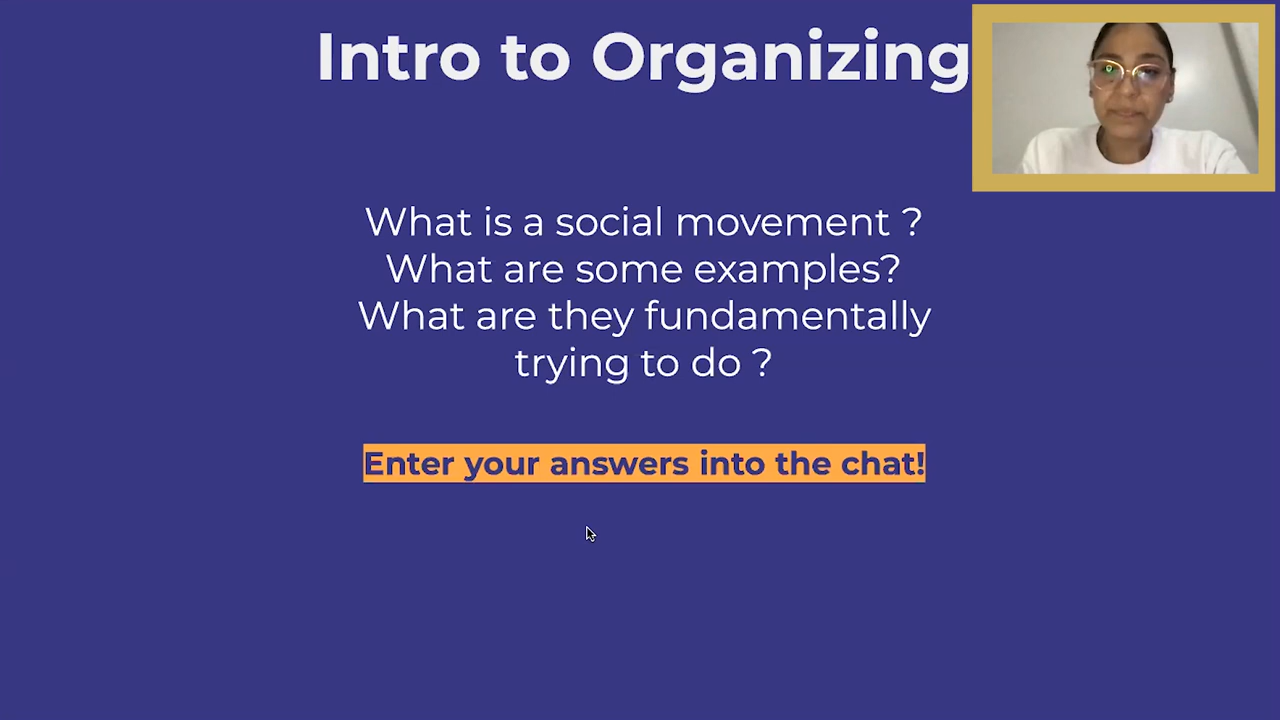 Intro to Organizing
What is a social movement ?
What are some examples?
What are they fundamentally
trying to do ?
Enter your answers into the chat!